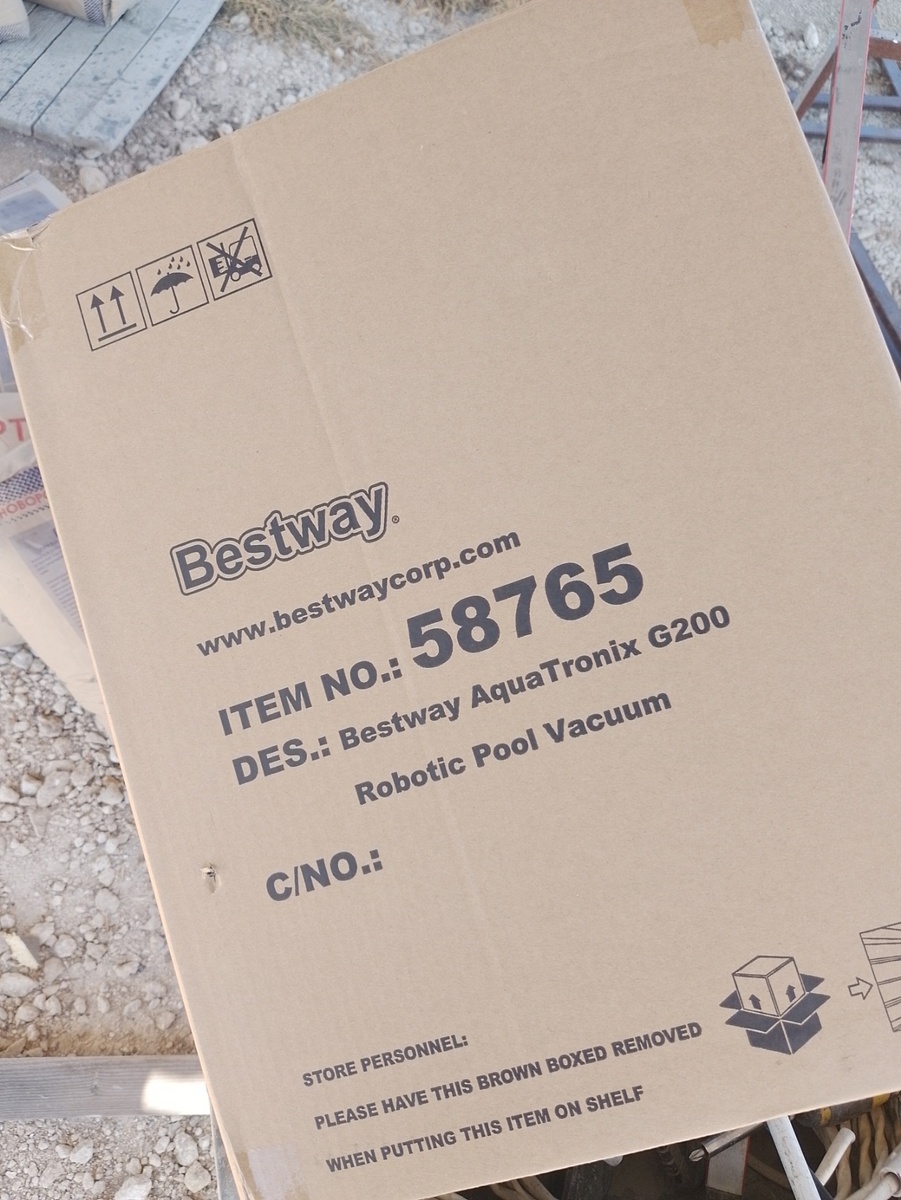 Bestway®
www.bestwaycorp.com
ITEM NO.: 58765
DES.: Bestway AquaTronix G200
Robotic Pool Vacuum
C/NO.:
STORE PERSONNEL:
PLEASE HAVE THIS BROWN BOXED REMOVED
WHEN PUTTING THIS ITEM ON SHELF